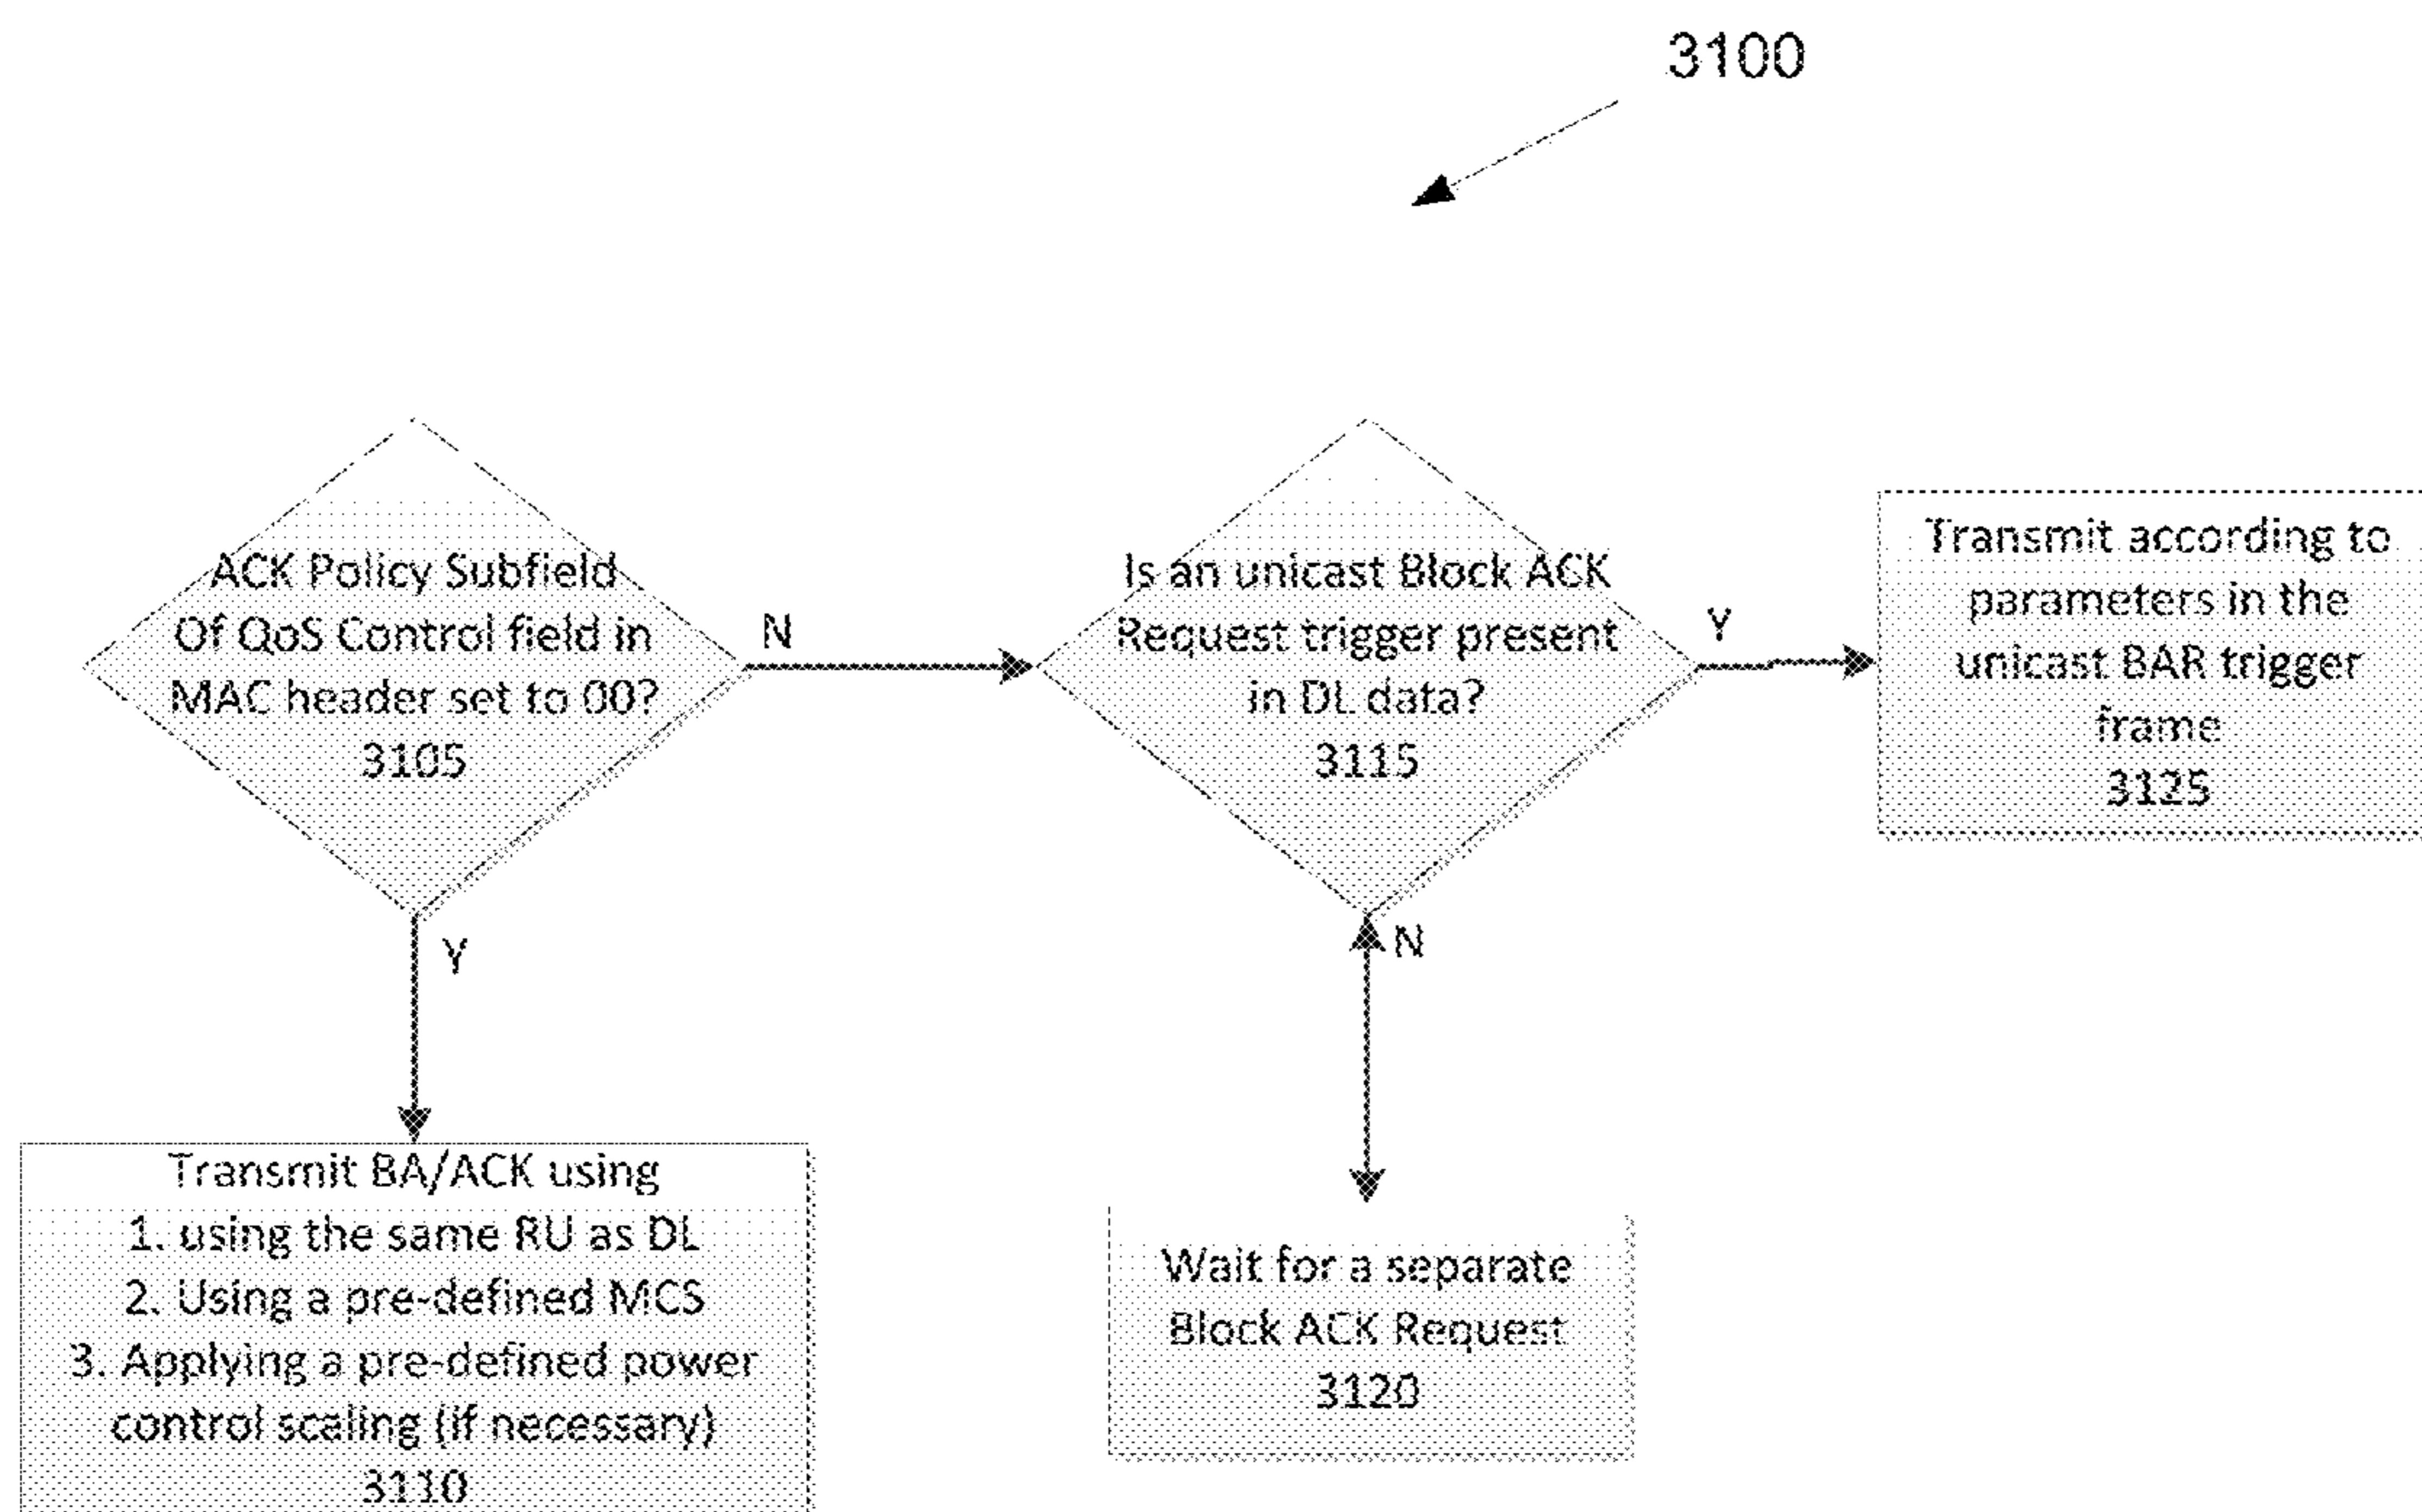 3100
ACK Policy Subfield
Of QoS Control field in
MAC header set to 00?
3105
N
Y
Is an unicast Block ACK
Request trigger present
in DL data?
3115
Y
N
Transmit according to
parameters in the
unicast BAR trigger
frame
3125
Transmit BA/ACK using
1. using the same RU as DL
2. Using a pre-defined MCS
3. Applying a pre-defined power
control scaling (if necessary)
3110
Wait for a separate
Block ACK Request
3120